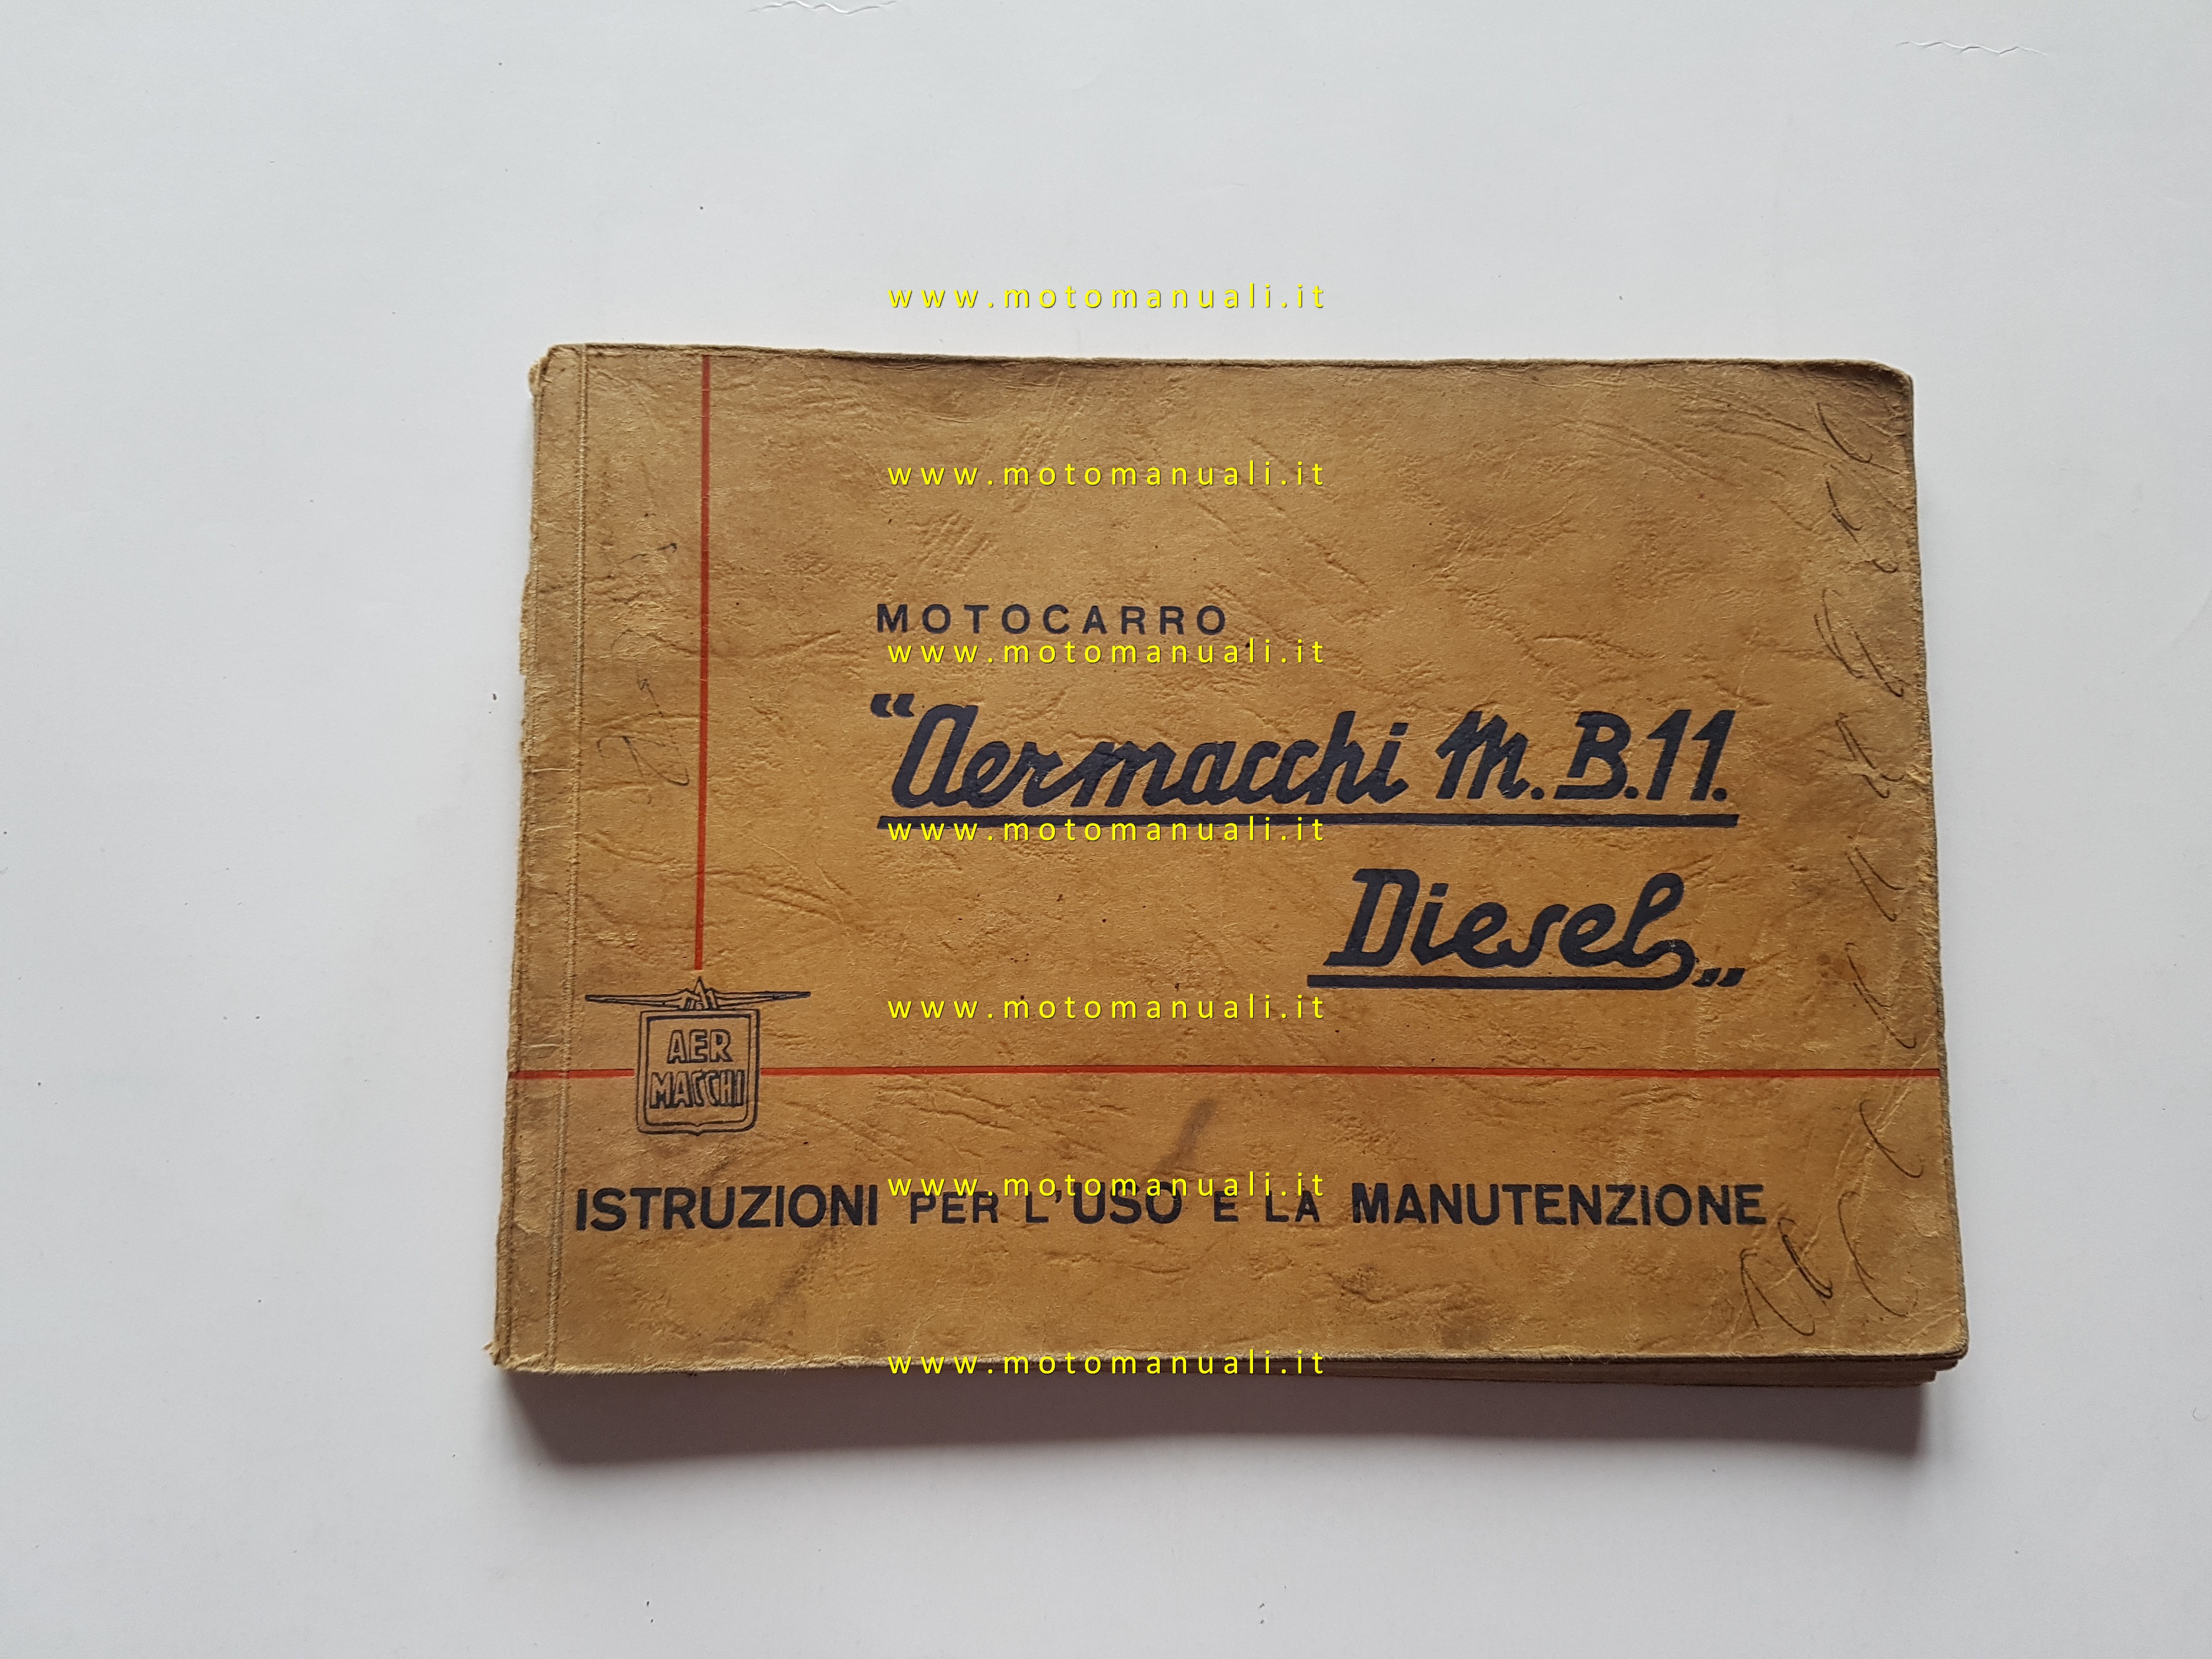 www.motomanuali.it
www.motomanuali.it
MOTOCARRO
www.motomanuali.it
“Aermacchi M.B.11.
www.motomanuali.it
Diesel„
www.motomanuali.it
AER
MACCHI
www.motomanuali.it
ISTRUZIONI PER L'USO E LA MANUTENZIONE
www.motomanuali.it